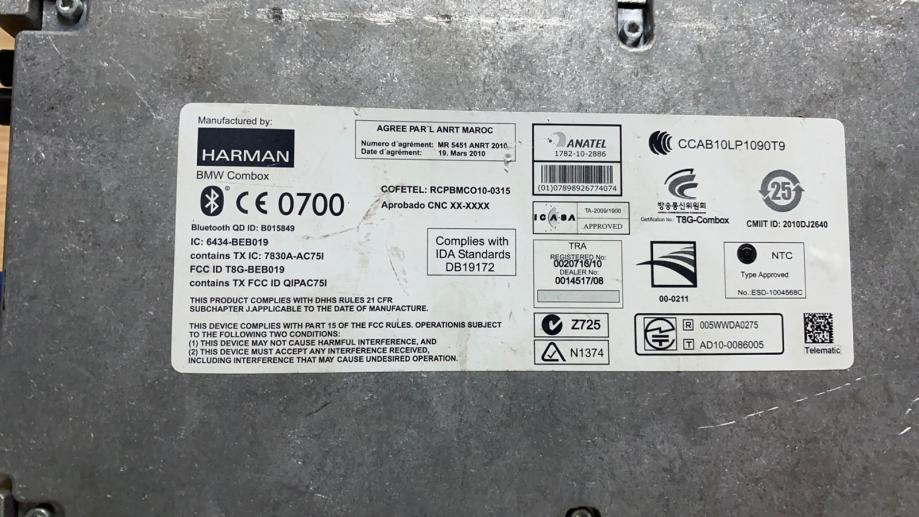 Manufactured by:
HARMAN
BMW Combox
CE 0700
Bluetooth QD ID: B015849
IC: 6434-BEB019
contains TX IC: 7830A-AC75I
FCC ID T8G-BEB019
contains TX FCC ID QIPAC75I
THIS PRODUCT COMPLIES WITH DHHS RULES 21 CFR
SUBCHAPTER J.APPLICABLE TO THE DATE OF MANUFACTURE.
THIS DEVICE COMPLIES WITH PART 15 OF THE FCC RULES. OPERATIONIS SUBJECT
TO THE FOLLOWING TWO CONDITIONS:
(1) THIS DEVICE MAY NOT CAUSE HARMFUL INTERFERENCE, AND
(2) THIS DEVICE MUST ACCEPT ANY INTERFERENCE RECEIVED,
INCLUDING INTERFERENCE THAT MAY CAUSE UNDESIRED OPERATION.
AGREE PAR´L ANRT MAROC
Numero d´agrément: MR 5451 ANRT 2010
Date d´agrément: 19. Mars 2010
COFETEL: RCPBMCO10-0315
Aprobado CNC XX-XXXX
Complies with
IDA Standards
DB19172
ANATEL
1782-10-2886
(01)07898926774074
ICASA
TA-2009/1900
APPROVED
TRA
REGISTERED No:
0020716/10
DEALER No:
0014517/08
Z725
N1374
CCAB10LP1090T9
방송통신위원회
Certification No.: T8G-Combox
25
CMIIT ID: 2010DJ2640
00-0211
NTC
Type Approved
No.:ESD-1004568C
R 005WWDA0275
T AD10-0086005
Telematic